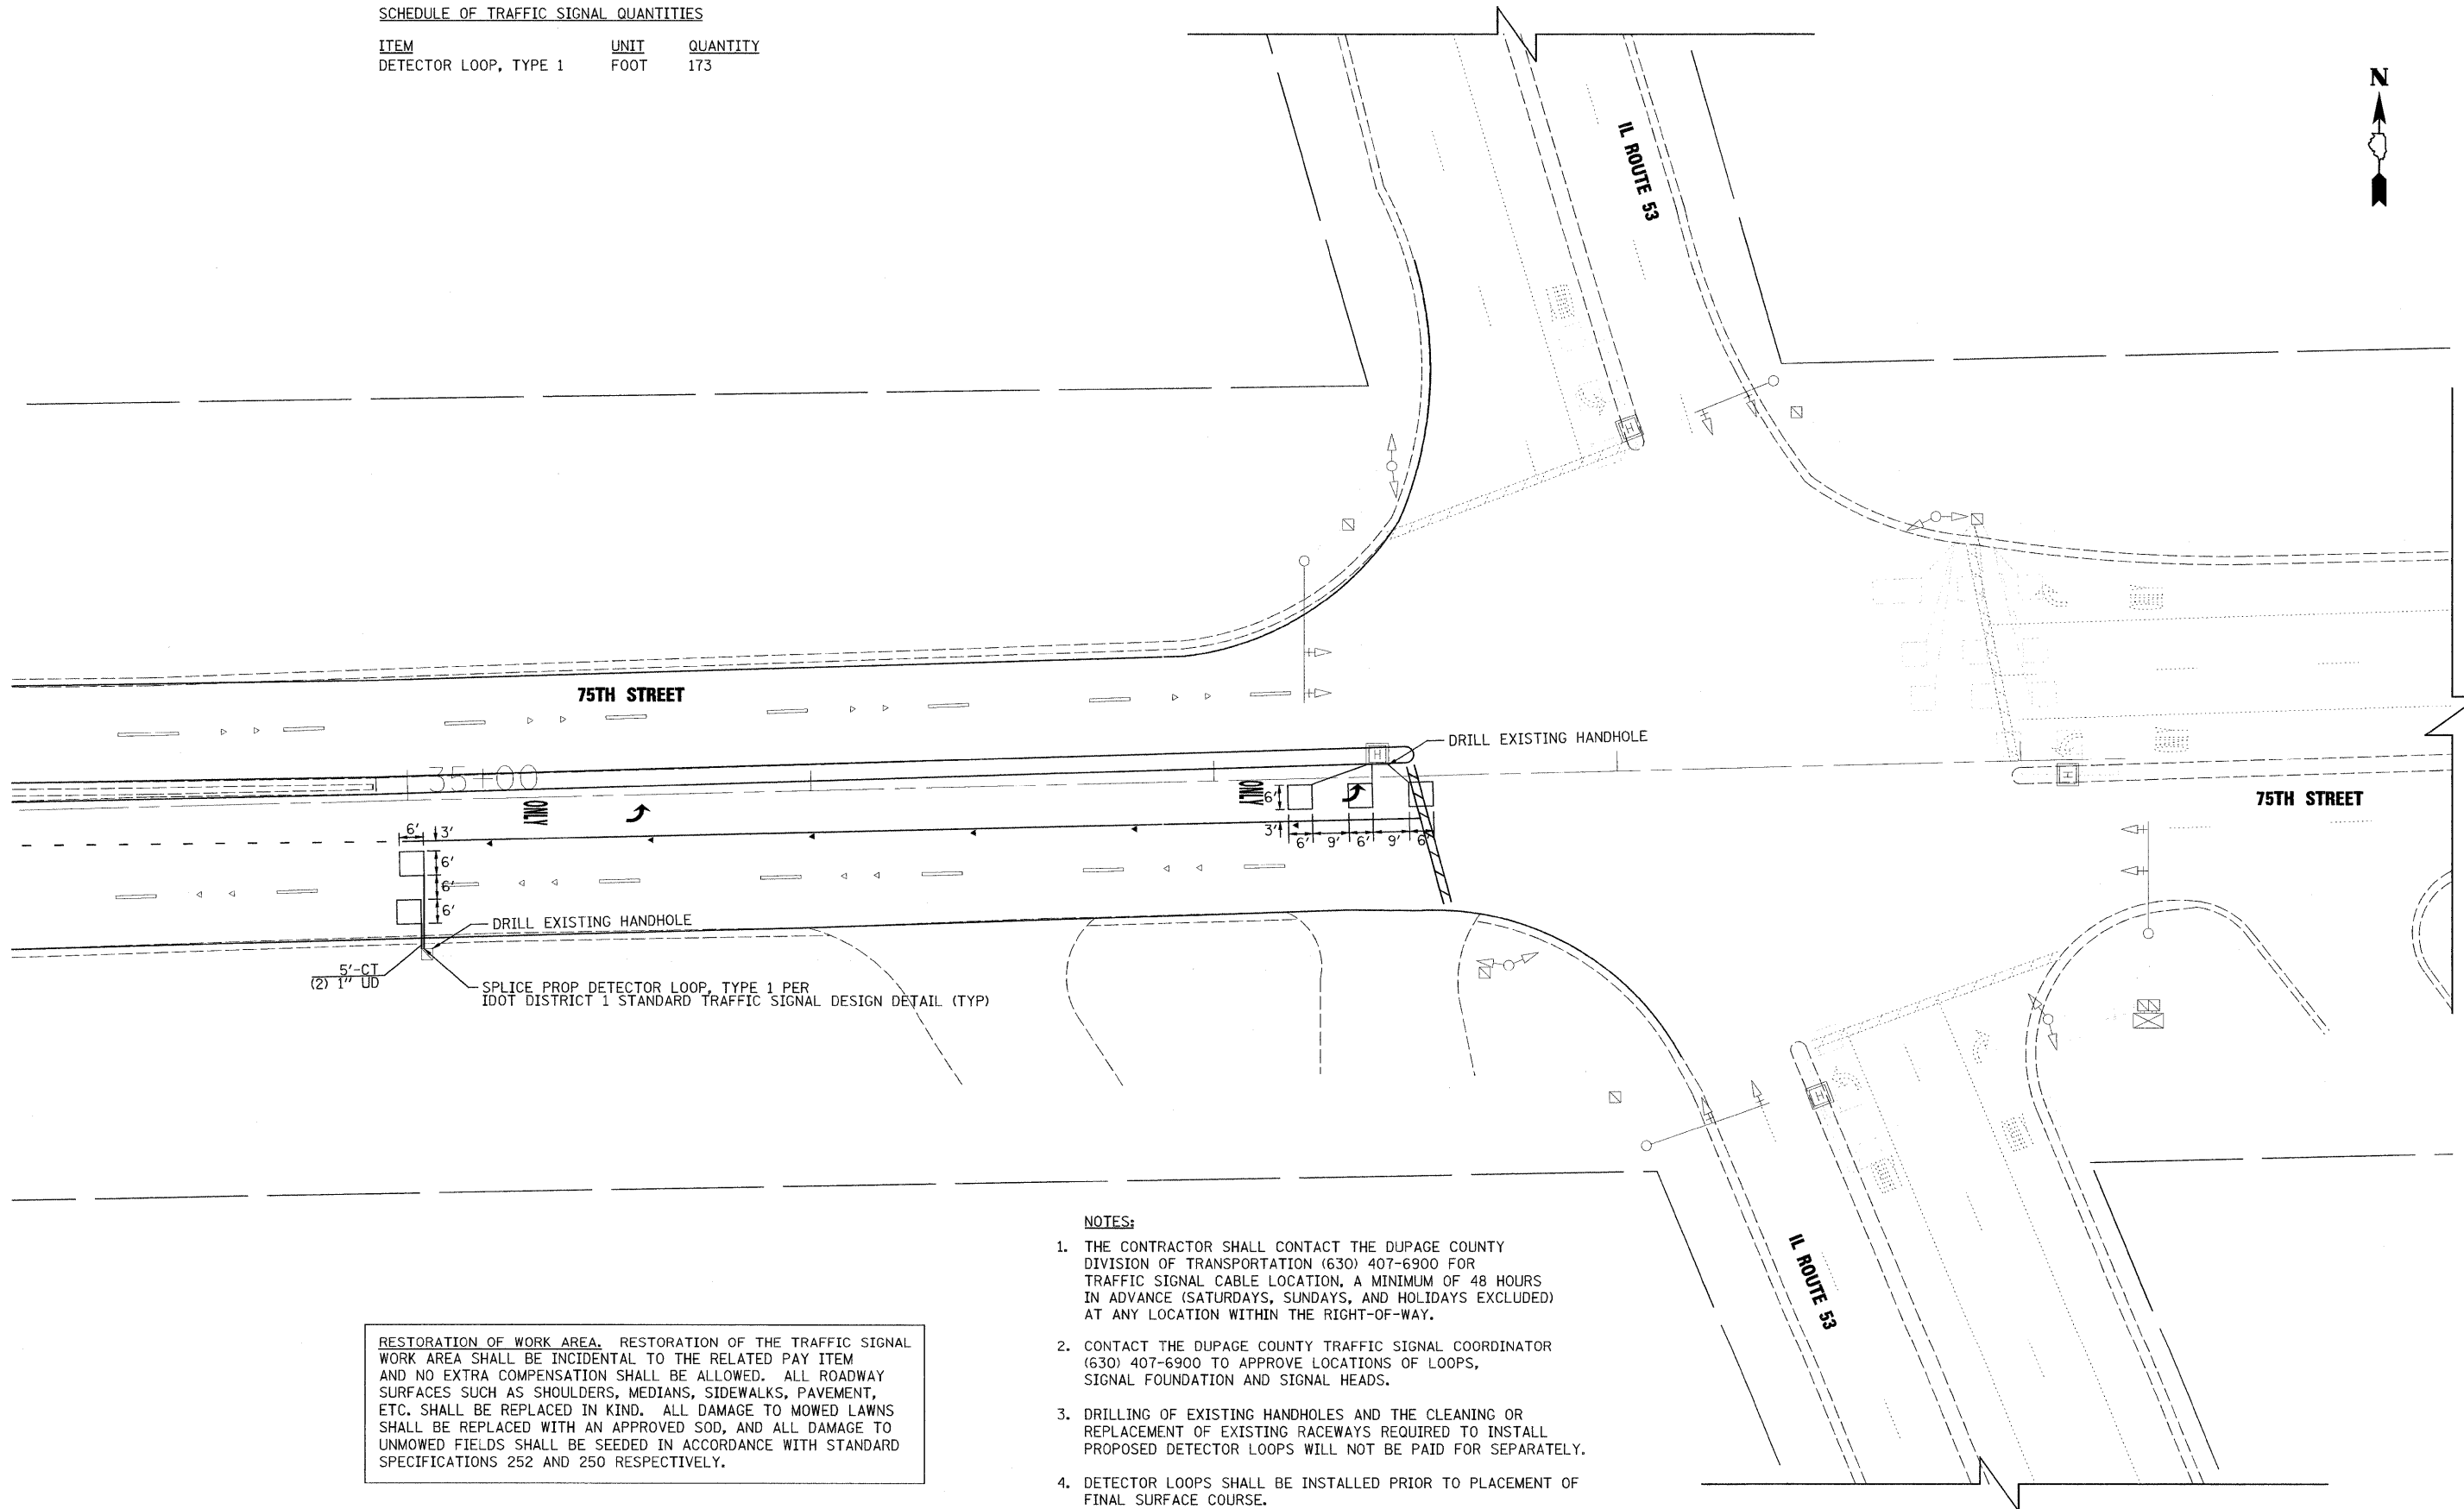 SCHEDULE OF TRAFFIC SIGNAL QUANTITIES
ITEM UNIT QUANTITY
DETECTOR LOOP, TYPE 1 FOOT 173
N
IL ROUTE 53
75TH STREET
DRILL EXISTING HANDHOLE
H
H
H
35+00
ONLY
ONLY
6'
3'
6' 9' 6' 9' 6'
75TH STREET
6' 3'
6'
6'
6'
DRILL EXISTING HANDHOLE
5'-CT
(2) 1" UD
SPLICE PROP DETECTOR LOOP, TYPE 1 PER
IDOT DISTRICT 1 STANDARD TRAFFIC SIGNAL DESIGN DETAIL (TYP)
H
IL ROUTE 53
NOTES:
1. THE CONTRACTOR SHALL CONTACT THE DUPAGE COUNTY
DIVISION OF TRANSPORTATION (630) 407-6900 FOR
TRAFFIC SIGNAL CABLE LOCATION, A MINIMUM OF 48 HOURS
IN ADVANCE (SATURDAYS, SUNDAYS, AND HOLIDAYS EXCLUDED)
AT ANY LOCATION WITHIN THE RIGHT-OF-WAY.
2. CONTACT THE DUPAGE COUNTY TRAFFIC SIGNAL COORDINATOR
(630) 407-6900 TO APPROVE LOCATIONS OF LOOPS,
SIGNAL FOUNDATION AND SIGNAL HEADS.
3. DRILLING OF EXISTING HANDHOLES AND THE CLEANING OR
REPLACEMENT OF EXISTING RACEWAYS REQUIRED TO INSTALL
PROPOSED DETECTOR LOOPS WILL NOT BE PAID FOR SEPARATELY.
4. DETECTOR LOOPS SHALL BE INSTALLED PRIOR TO PLACEMENT OF
FINAL SURFACE COURSE.
RESTORATION OF WORK AREA. RESTORATION OF THE TRAFFIC SIGNAL
WORK AREA SHALL BE INCIDENTAL TO THE RELATED PAY ITEM
AND NO EXTRA COMPENSATION SHALL BE ALLOWED. ALL ROADWAY
SURFACES SUCH AS SHOULDERS, MEDIANS, SIDEWALKS, PAVEMENT,
ETC. SHALL BE REPLACED IN KIND. ALL DAMAGE TO MOWED LAWNS
SHALL BE REPLACED WITH AN APPROVED SOD, AND ALL DAMAGE TO
UNMOWED FIELDS SHALL BE SEEDED IN ACCORDANCE WITH STANDARD
SPECIFICATIONS 252 AND 250 RESPECTIVELY.